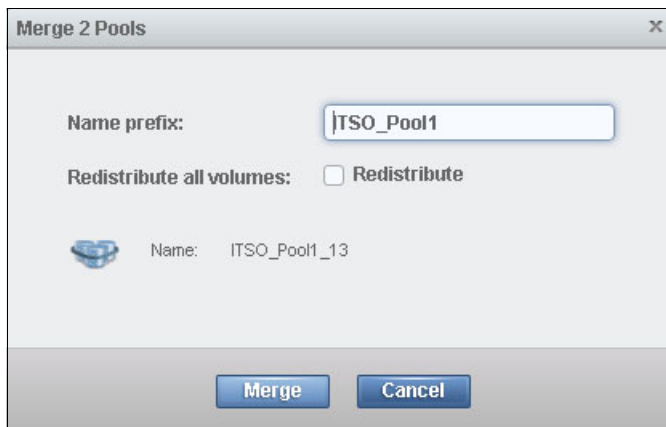 Merge 2 Pools x
Name prefix: ITSO_Pool1
Redistribute all volumes: Redistribute
Name: ITSO_Pool1_13
Merge Cancel